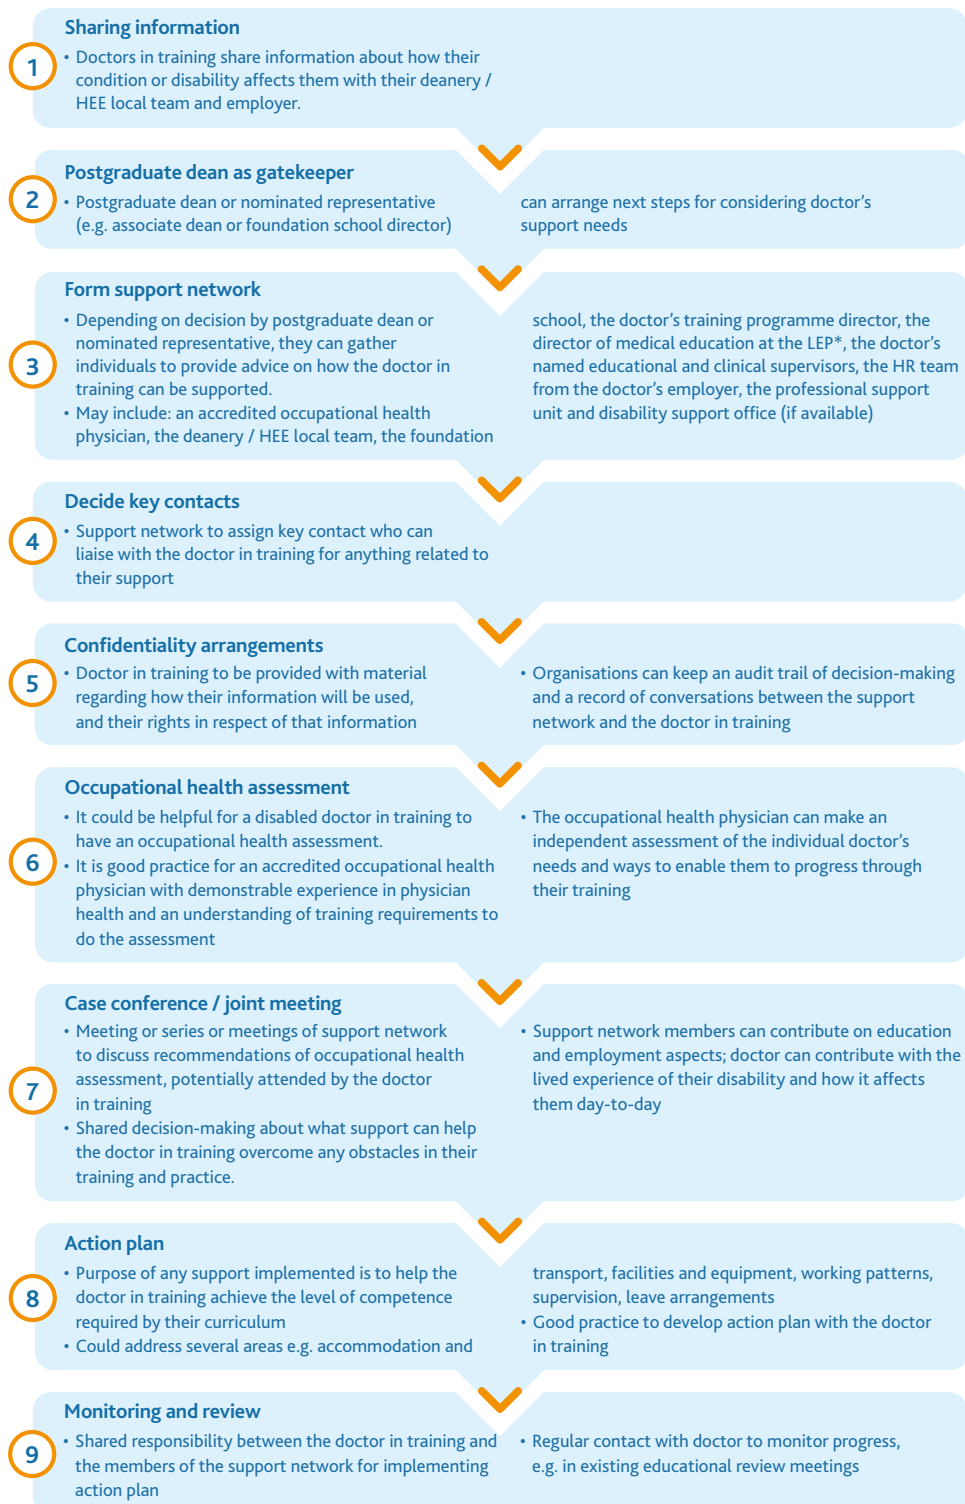 Sharing information
1
• Doctors in training share information about how their
condition or disability affects them with their deanery /
HEE local team and employer.
Postgraduate dean as gatekeeper
2
• Postgraduate dean or nominated representative
(e.g. associate dean or foundation school director)
can arrange next steps for considering doctor's
support needs
Form support network
3
• Depending on decision by postgraduate dean or
nominated representative, they can gather
individuals to provide advice on how the doctor in
training can be supported.
• May include: an accredited occupational health
physician, the deanery / HEE local team, the foundation
school, the doctor's training programme director, the
director of medical education at the LEP*, the doctor's
named educational and clinical supervisors, the HR team
from the doctor's employer, the professional support
unit and disability support office (if available)
Decide key contacts
4
• Support network to assign key contact who can
liaise with the doctor in training for anything related to
their support
Confidentiality arrangements
5
• Doctor in training to be provided with material
regarding how their information will be used,
and their rights in respect of that information
• Organisations can keep an audit trail of decision-making
and a record of conversations between the support
network and the doctor in training
Occupational health assessment
6
• It could be helpful for a disabled doctor in training to
have an occupational health assessment.
• It is good practice for an accredited occupational health
physician with demonstrable experience in physician
health and an understanding of training requirements to
do the assessment
• The occupational health physician can make an
independent assessment of the individual doctor's
needs and ways to enable them to progress through
their training
Case conference / joint meeting
7
• Meeting or series or meetings of support network
to discuss recommendations of occupational health
assessment, potentially attended by the doctor
in training
• Shared decision-making about what support can help
the doctor in training overcome any obstacles in their
training and practice.
• Support network members can contribute on education
and employment aspects; doctor can contribute with the
lived experience of their disability and how it affects
them day-to-day
Action plan
8
• Purpose of any support implemented is to help the
doctor in training achieve the level of competence
required by their curriculum
• Could address several areas e.g. accommodation and
transport, facilities and equipment, working patterns,
supervision, leave arrangements
• Good practice to develop action plan with the doctor
in training
Monitoring and review
9
• Shared responsibility between the doctor in training and
the members of the support network for implementing
action plan
• Regular contact with doctor to monitor progress,
e.g. in existing educational review meetings